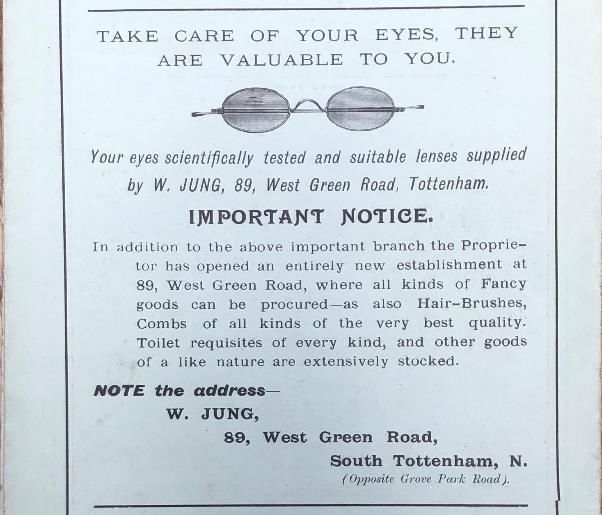 TAKE CARE OF YOUR EYES, THEY
ARE VALUABLE TO YOU.
Your eyes scientifically tested and suitable lenses supplied
by W. JUNG, 89, West Green Road, Tottenham.
IMPORTANT NOTICE.
In addition to the above important branch the Proprie-
tor has opened an entirely new establishment at
89, West Green Road, where all kinds of Fancy
goods can be procured—as also Hair-Brushes,
Combs of all kinds of the very best quality.
Toilet requisites of every kind, and other goods
of a like nature are extensively stocked.
NOTE the address—
W. JUNG,
89, West Green Road,
South Tottenham, N.
(Opposite Grove Park Road).